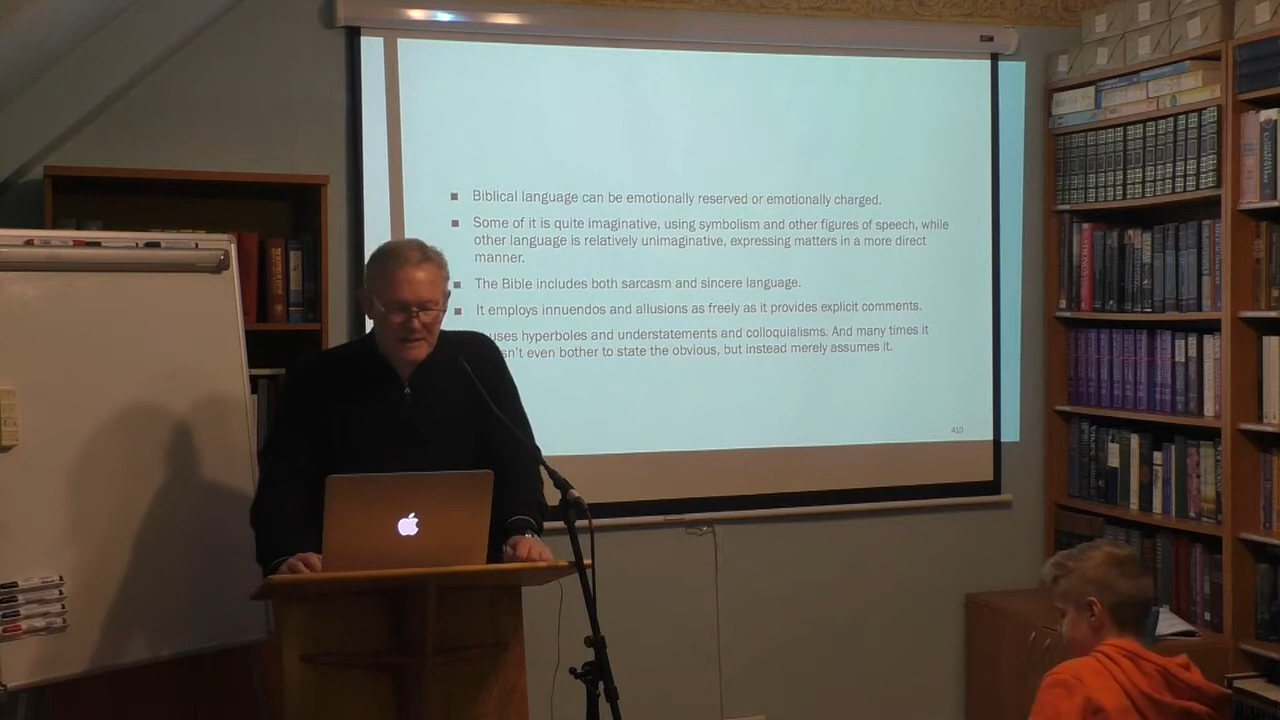 Biblical language can be emotionally reserved or emotionally charged.
Some of it is quite imaginative, using symbolism and other figures of speech, while
other language is relatively unimaginative, expressing matters in a more direct
manner.
The Bible includes both sarcasm and sincere language.
It employs innuendos and allusions as freely as it provides explicit comments.
uses hyperboles and understatements and colloquialisms. And many times it
sn't even bother to state the obvious, but instead merely assumes it.
410